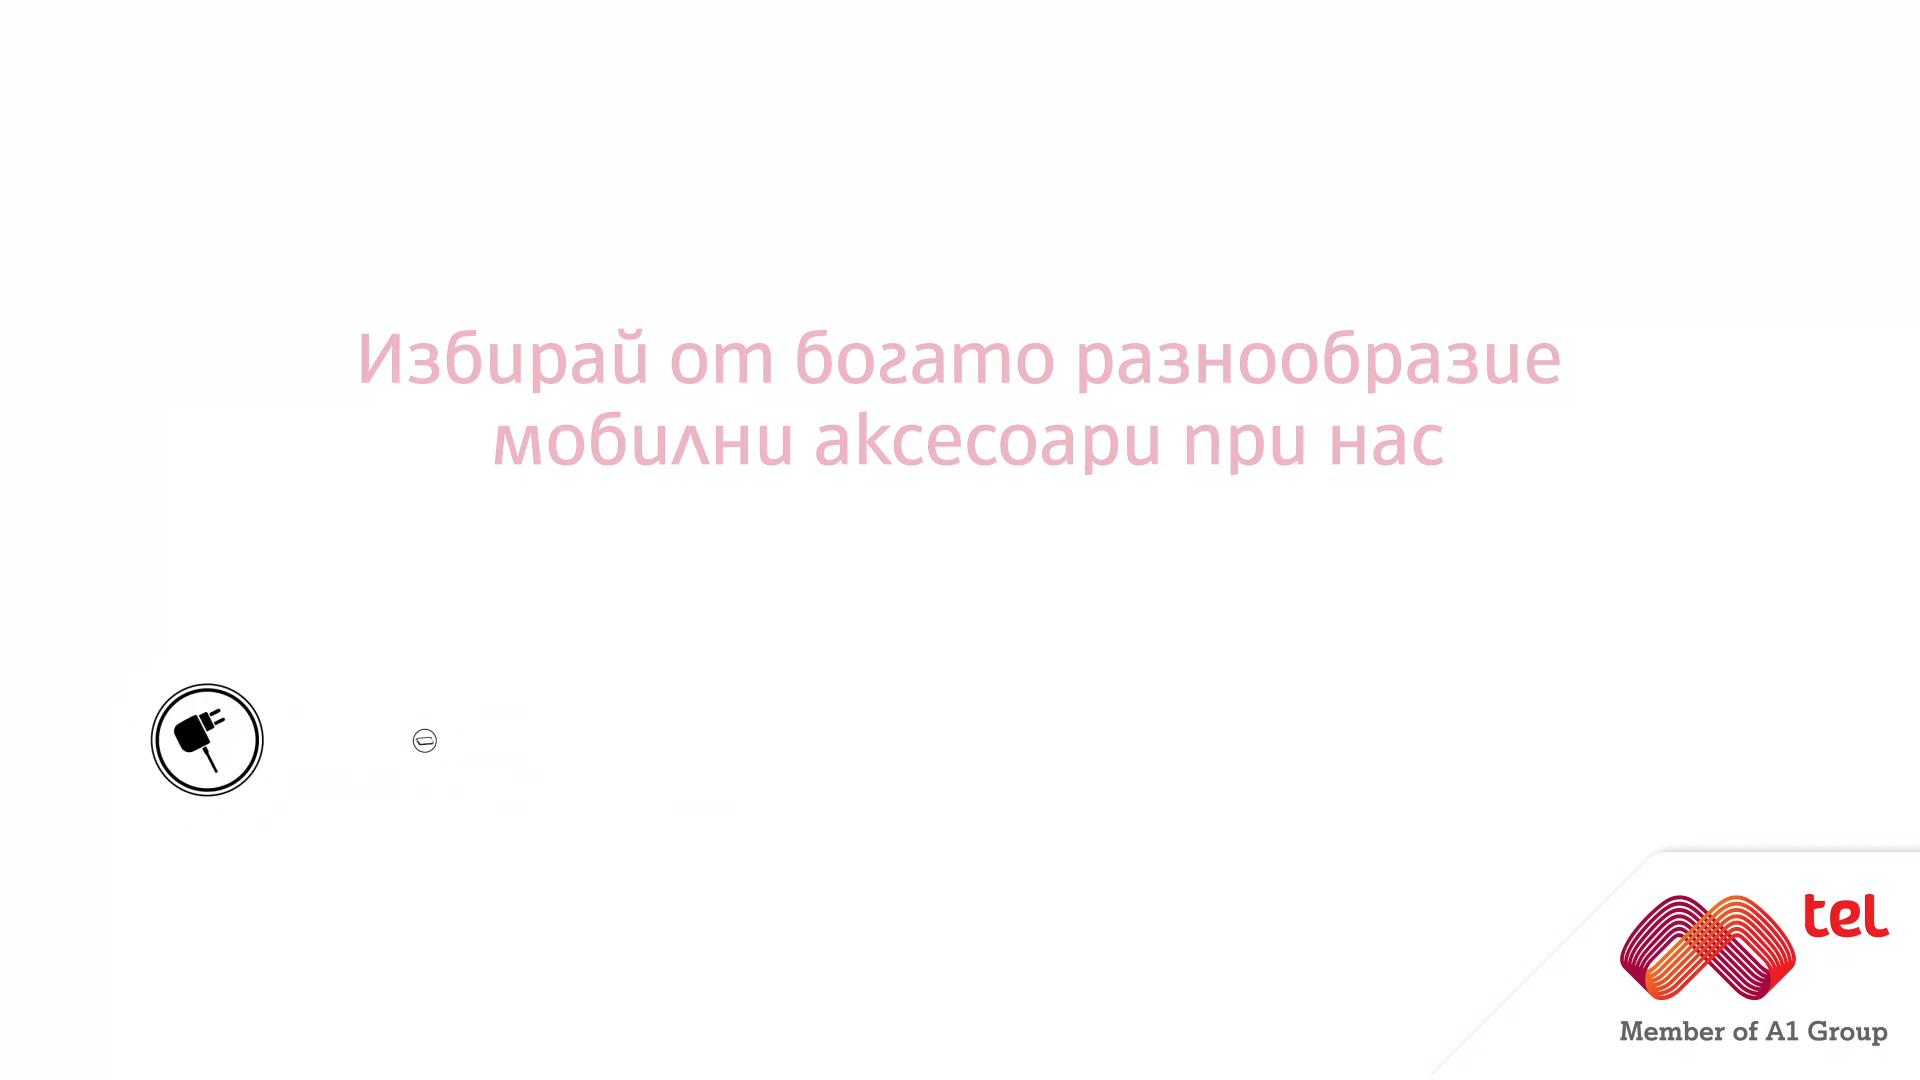 Избирай от богато разнообразие
мобилни аксесоари при нас
tel
Member of A1 Group